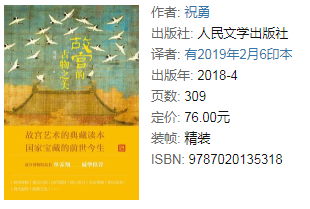 故宫的
古物之美
故宫艺术的典藏读本
国家宝藏的前世今生
作者: 祝勇
出版社: 人民文学出版社
译者: 有2019年2月6印本
出版年: 2018-4
页数: 309
定价: 76.00元
装帧: 精装
ISBN: 9787020135318